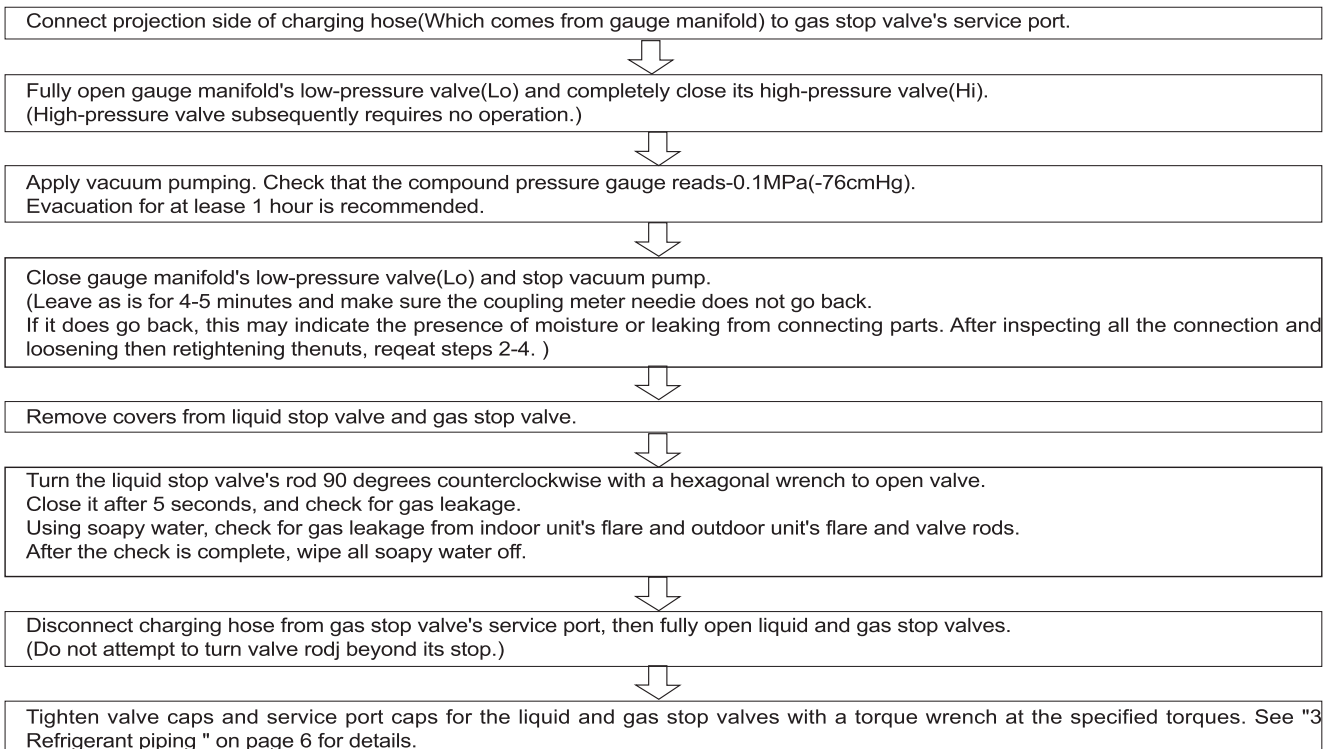 Connect projection side of charging hose(Which comes from gauge manifold) to gas stop valve's service port.
Fully open gauge manifold's low-pressure valve(Lo) and completely close its high-pressure valve(Hi).
(High-pressure valve subsequently requires no operation.)
Apply vacuum pumping. Check that the compound pressure gauge reads-0.1MPa(-76cmHg).
Evacuation for at lease 1 hour is recommended.
Close gauge manifold's low-pressure valve(Lo) and stop vacuum pump.
(Leave as is for 4-5 minutes and make sure the coupling meter needie does not go back.
If it does go back, this may indicate the presence of moisture or leaking from connecting parts. After inspecting all the connection and
loosening then retightening thenuts, reqeat steps 2-4. )
Remove covers from liquid stop valve and gas stop valve.
Turn the liquid stop valve's rod 90 degrees counterclockwise with a hexagonal wrench to open valve.
Close it after 5 seconds, and check for gas leakage.
Using soapy water, check for gas leakage from indoor unit's flare and outdoor unit's flare and valve rods.
After the check is complete, wipe all soapy water off.
Disconnect charging hose from gas stop valve's service port, then fully open liquid and gas stop valves.
(Do not attempt to turn valve rodj beyond its stop.)
Tighten valve caps and service port caps for the liquid and gas stop valves with a torque wrench at the specified torques. See "3
Refrigerant piping " on page 6 for details.